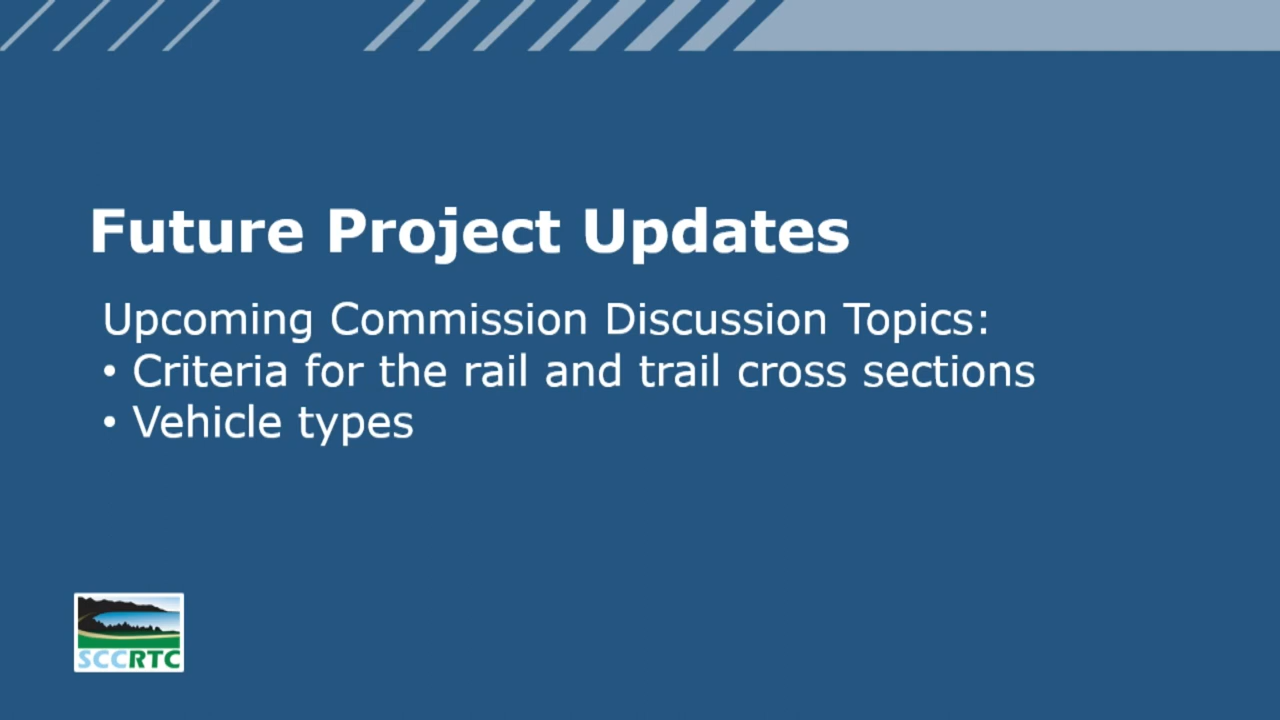 Future Project Updates
Upcoming Commission Discussion Topics:
• Criteria for the rail and trail cross sections
• Vehicle types
SCCRTC